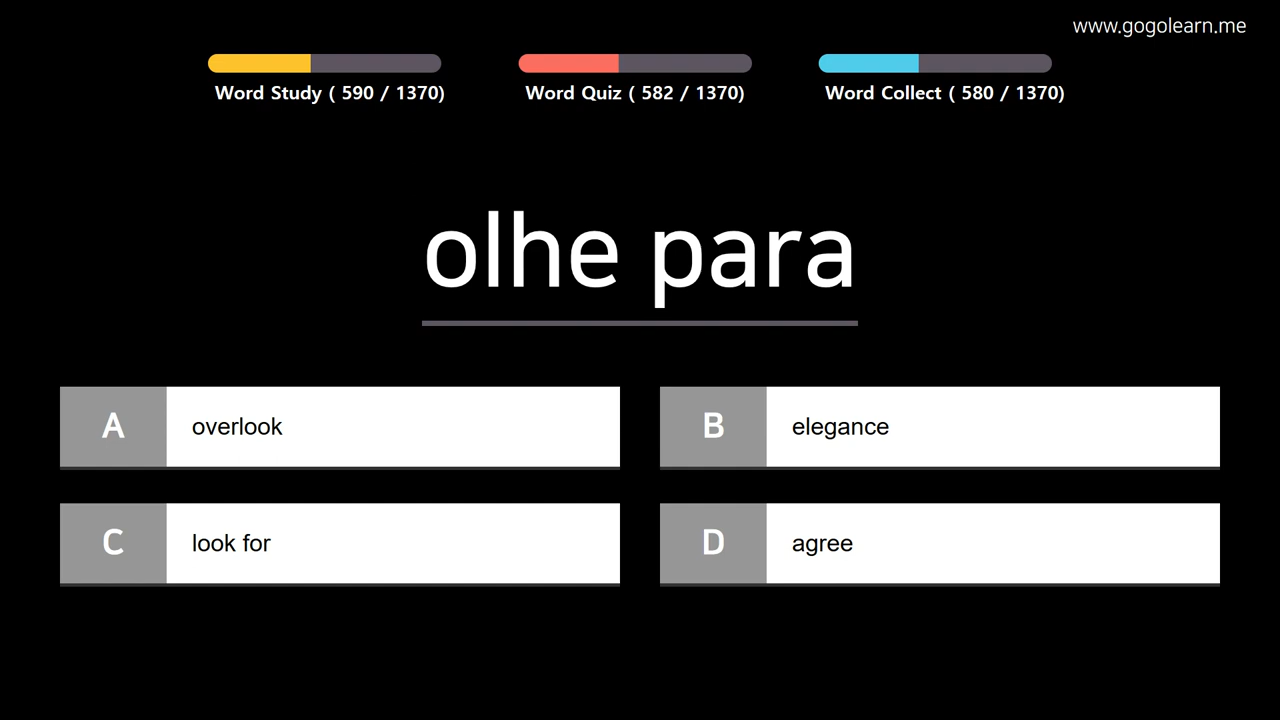 www.gogolearn.me
Word Study ( 590 / 1370)
Word Quiz ( 582 / 1370)
Word Collect ( 580 / 1370)
olhe para
A overlook
B elegance
C look for
D agree